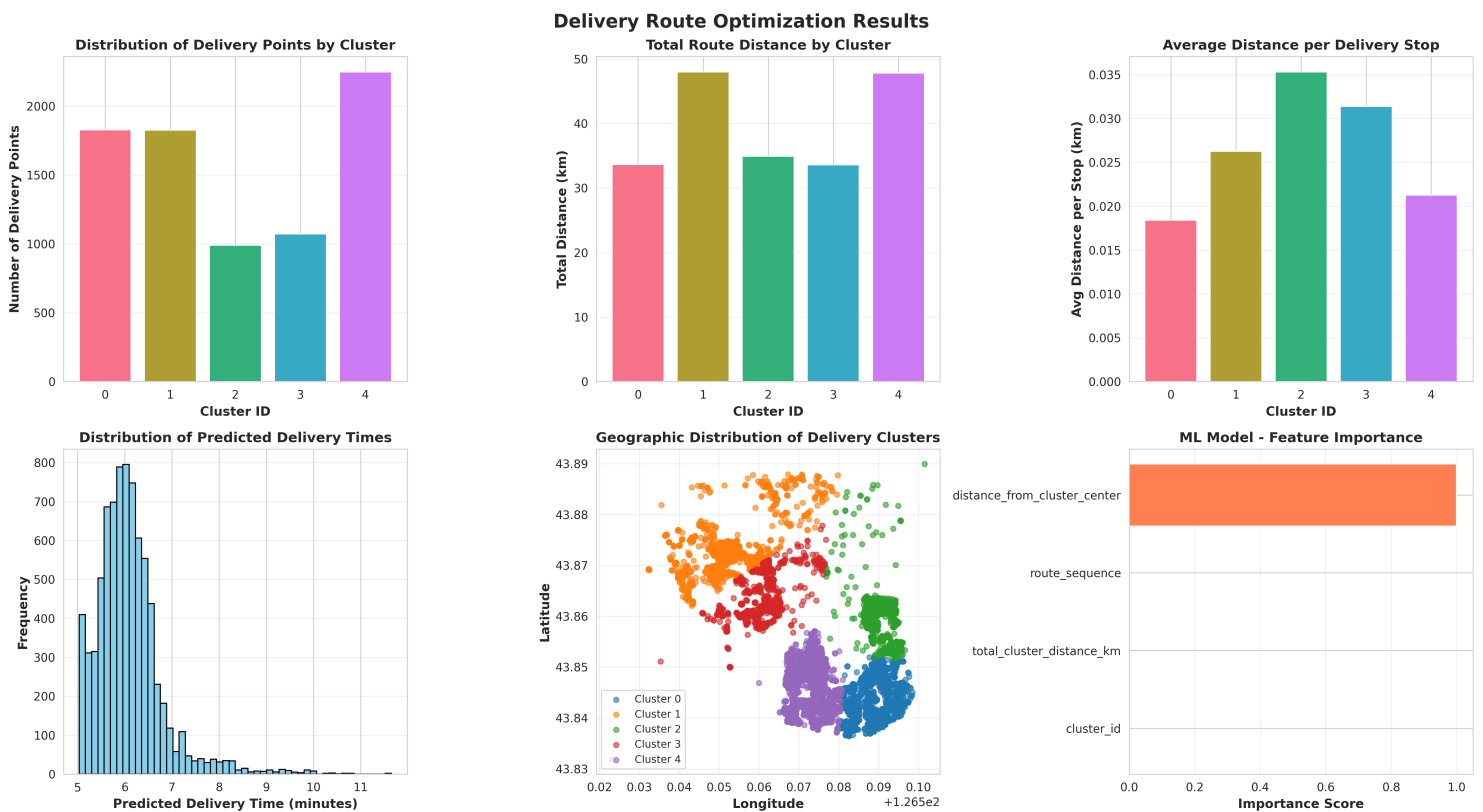 Delivery Route Optimization Results
Distribution of Delivery Points by Cluster
Number of Delivery Points
2000
1500
1000
500
0
0 1 2 3 4
Cluster ID
Total Route Distance by Cluster
Total Distance (km)
50
40
30
20
10
0
0 1 2 3 4
Cluster ID
Average Distance per Delivery Stop
Avg Distance per Stop (km)
0.035
0.030
0.025
0.020
0.015
0.010
0.005
0.000
0 1 2 3 4
Cluster ID
Distribution of Predicted Delivery Times
Frequency
800
700
600
500
400
300
200
100
0
5 6 7 8 9 10 11
Predicted Delivery Time (minutes)
Geographic Distribution of Delivery Clusters
Latitude
43.89
43.88
43.87
43.86
43.85
43.84
43.83
Cluster 0
Cluster 1
Cluster 2
Cluster 3
Cluster 4
0.02 0.03 0.04 0.05 0.06 0.07 0.08 0.09 0.10
Longitude
+1.265e2
ML Model - Feature Importance
distance_from_cluster_center
route_sequence
total_cluster_distance_km
cluster_id
0.0 0.2 0.4 0.6 0.8 1.0
Importance Score